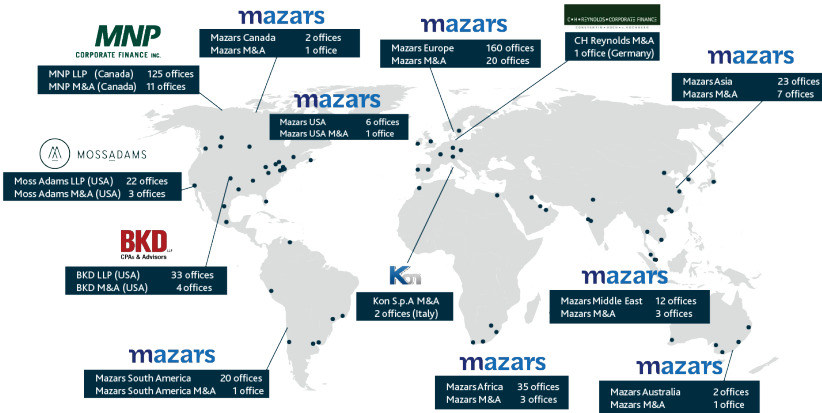 MNP
CORPORATE FINANCE INC.
MNP LLP (Canada) 125 offices
MNP M&A (Canada) 11 offices
mazars
Mazars Canada 2 offices
Mazars M&A 1 office
mazars
Mazars USA 6 offices
Mazars USA M&A 1 office
mazars
Mazars Europe 160 offices
Mazars M&A 20 offices
C·H·REYNOLDS·CORPORATE FINANCE
CH Reynolds M&A
1 office (Germany)
mazars
Mazars Asia 23 offices
Mazars M&A 7 offices
MOSSADAMS
Moss Adams LLP (USA) 22 offices
Moss Adams M&A (USA) 3 offices
BKD LLP
CPAs & Advisors
BKD LLP (USA) 33 offices
BKD M&A (USA) 4 offices
Kon
Kon S.p.A M&A
2 offices (Italy)
mazars
Mazars Middle East 12 offices
Mazars M&A 3 offices
mazars
Mazars South America 20 offices
Mazars South America M&A 1 office
mazars
Mazars Africa 35 offices
Mazars M&A 3 offices
mazars
Mazars Australia 2 offices
Mazars M&A 1 office